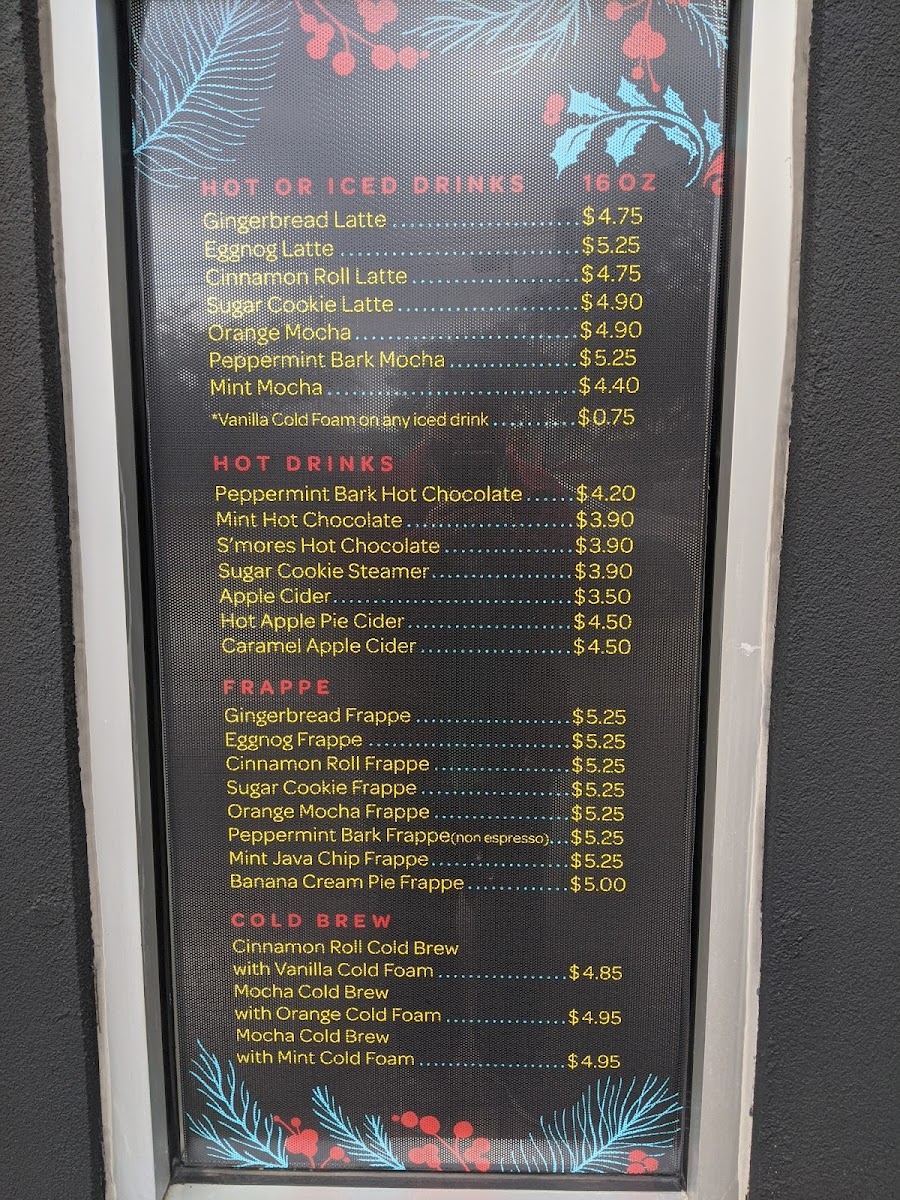 HOT OR ICED DRINKS 16 OZ
Gingerbread Latte $4.75
Eggnog Latte $5.25
Cinnamon Roll Latte $4.75
Sugar Cookie Latte $4.90
Orange Mocha $4.90
Peppermint Bark Mocha $5.25
Mint Mocha $4.40
*Vanilla Cold Foam on any iced drink $0.75
HOT DRINKS
Peppermint Bark Hot Chocolate $4.20
Mint Hot Chocolate $3.90
S'mores Hot Chocolate $3.90
Sugar Cookie Steamer $3.90
Apple Cider $3.50
Hot Apple Pie Cider $4.50
Caramel Apple Cider $4.50
FRAPPE
Gingerbread Frappe $5.25
Eggnog Frappe $5.25
Cinnamon Roll Frappe $5.25
Sugar Cookie Frappe $5.25
Orange Mocha Frappe $5.25
Peppermint Bark Frappe(non espresso) $5.25
Mint Java Chip Frappe $5.25
Banana Cream Pie Frappe $5.00
COLD BREW
Cinnamon Roll Cold Brew
with Vanilla Cold Foam $4.85
Mocha Cold Brew
with Orange Cold Foam $4.95
Mocha Cold Brew
with Mint Cold Foam $4.95